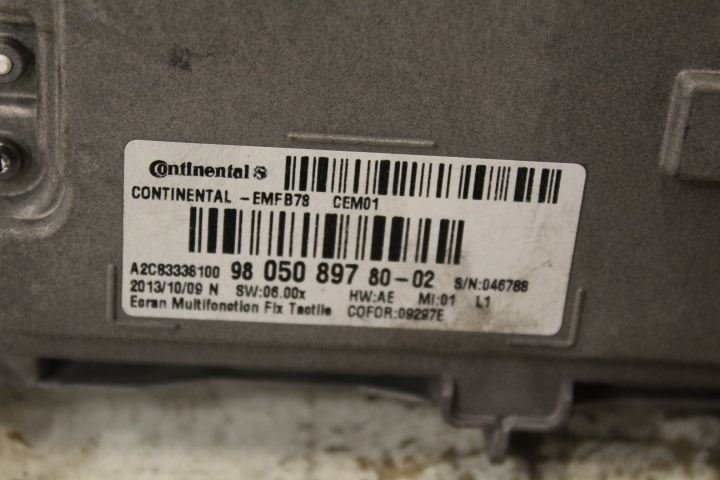 Continental
CONTINENTAL -EMFB78 CEM01
A2C83336100 98 050 897 80-02 S/N:046788
2013/10/09 N SW:06.00x HW:AE MI:01 L1
Ecran Multifonction Fix Tactile COFOR:09297E